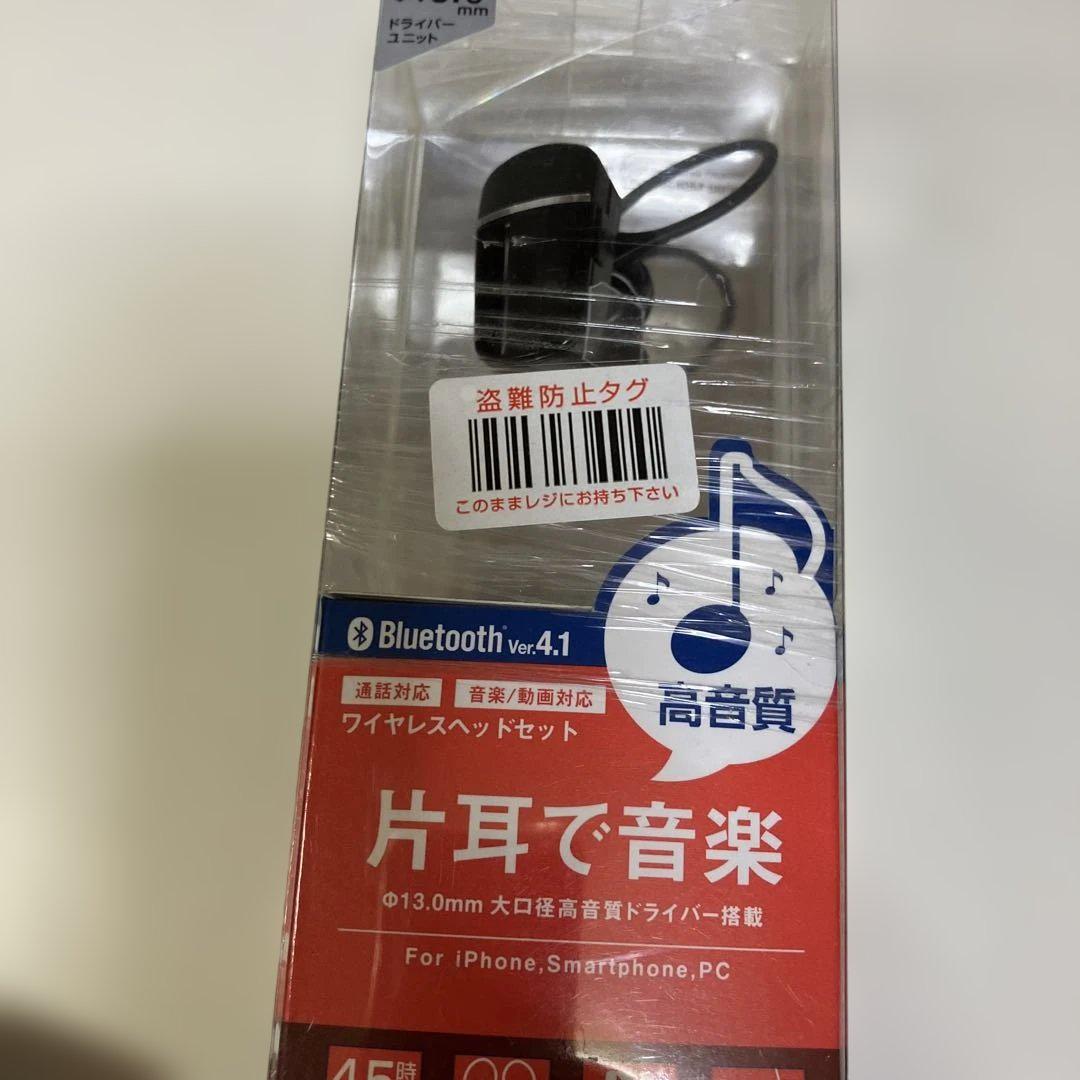 mm
ドライバー
ユニット
盗難防止タグ
このままレジにお持ち下さい
Bluetooth Ver.4.1
高音質
通話対応 音楽/動画対応
ワイヤレスヘッドセット
片耳で音楽
Φ13.0mm 大口径高音質ドライバー搭載
For iPhone,Smartphone,PC